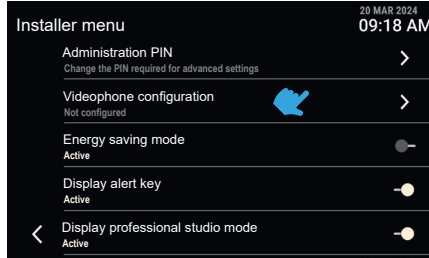 20 MAR 2024
Installer menu
09:18 AM
Administration PIN
Change the PIN required for advanced settings
Videophone configuration
Not configured
Energy saving mode
Active
Display alert key
Active
Display professional studio mode
Active